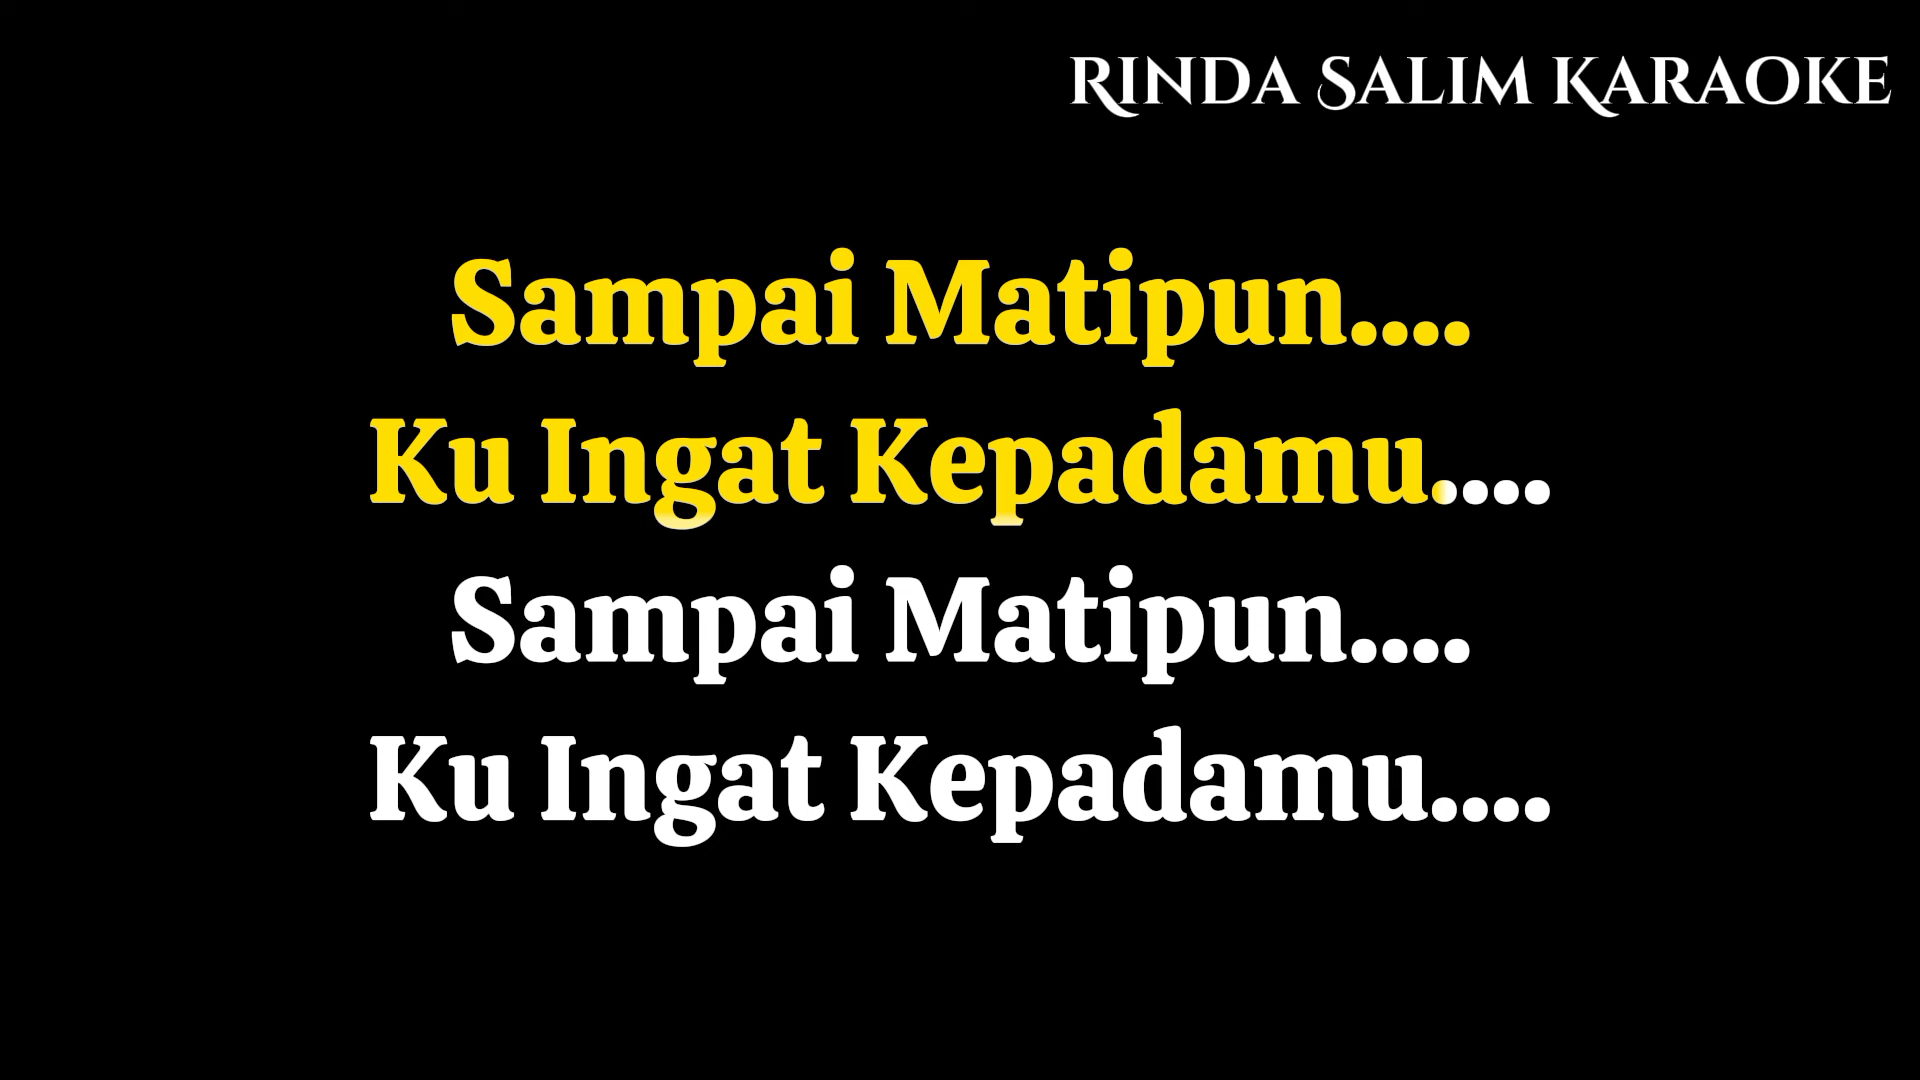 RINDA SALIM KARAOKE
Sampai Matipun....
Ku Ingat Kepadamu....
Sampai Matipun....
Ku Ingat Kepadamu....